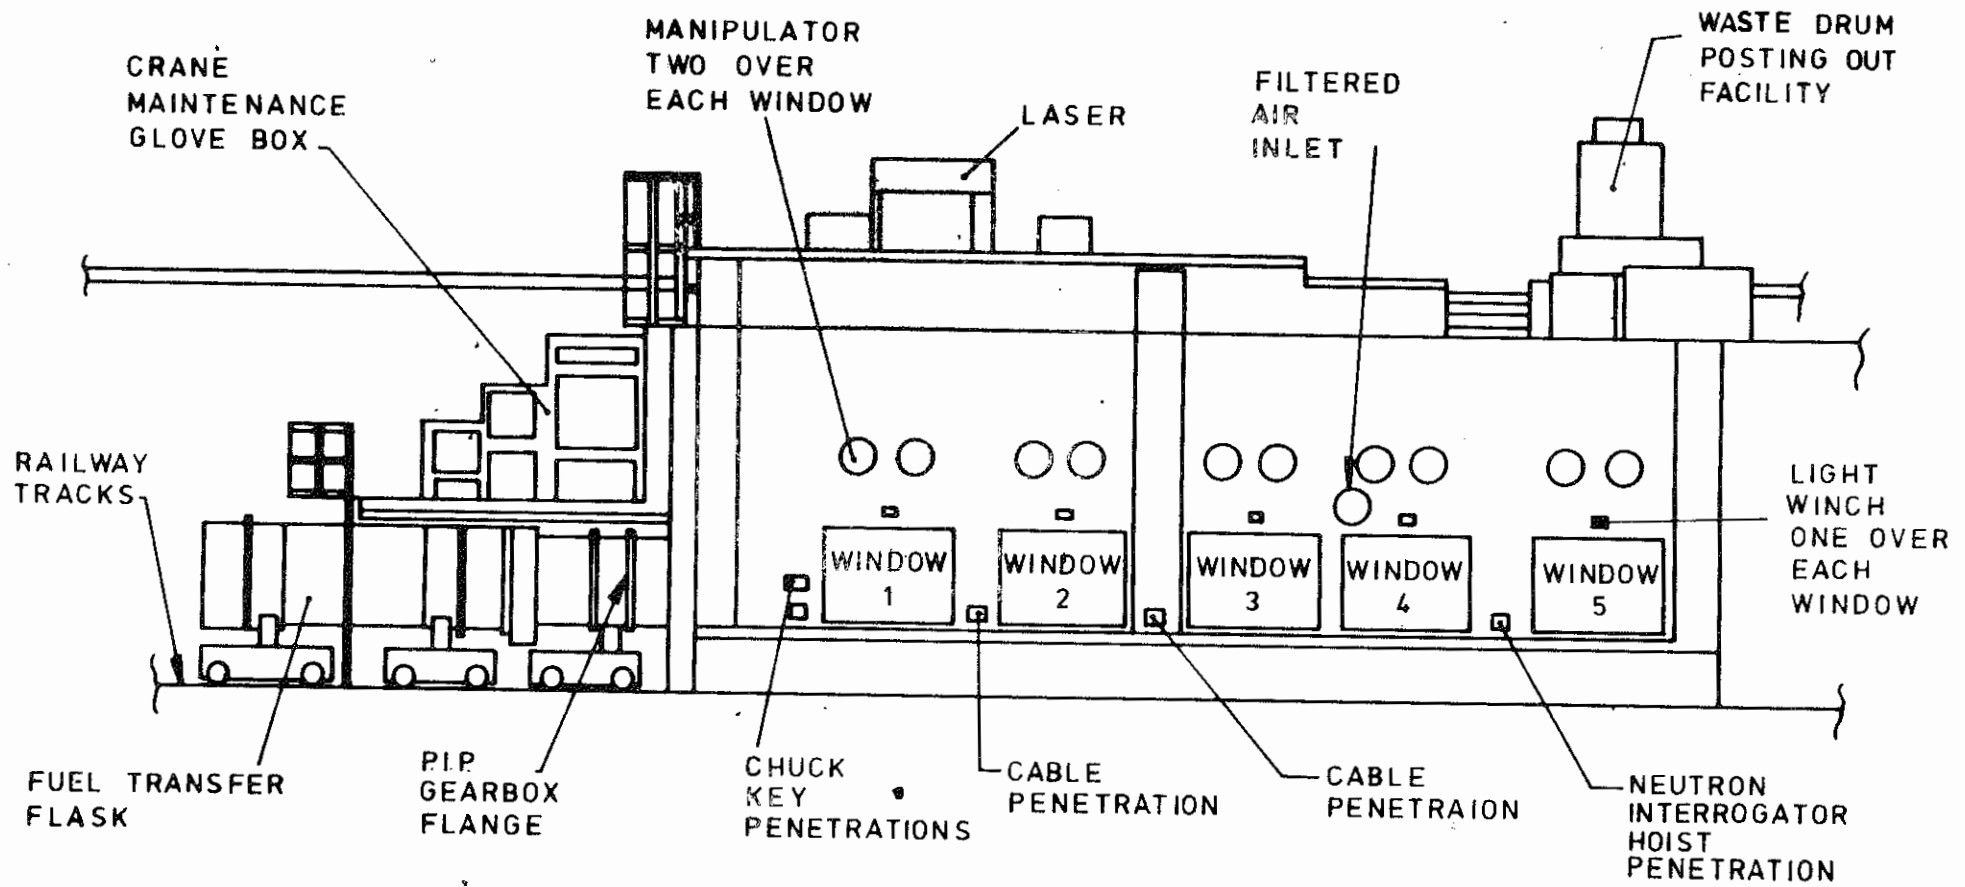 CRANE
MAINTENANCE
GLOVE BOX
MANIPULATOR
TWO OVER
EACH WINDOW
LASER
FILTERED
AIR
INLET
WASTE DRUM
POSTING OUT
FACILITY
RAILWAY
TRACKS
WINDOW
1
WINDOW
2
WINDOW
3
WINDOW
4
WINDOW
5
LIGHT
WINCH
ONE OVER
EACH
WINDOW
FUEL TRANSFER
FLASK
P.I.P.
GEARBOX
FLANGE
CHUCK
KEY
PENETRATIONS
CABLE
PENETRATION
CABLE
PENETRAION
NEUTRON
INTERROGATOR
HOIST
PENETRATION